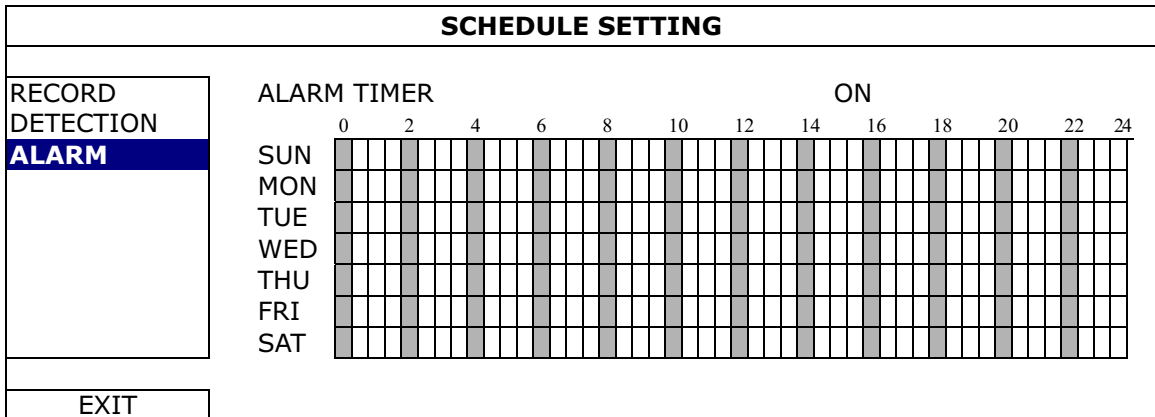 SCHEDULE SETTING
RECORD
DETECTION
ALARM
ALARM TIMER ON
0 2 4 6 8 10 12 14 16 18 20 22 24
SUN
MON
TUE
WED
THU
FRI
SAT
EXIT